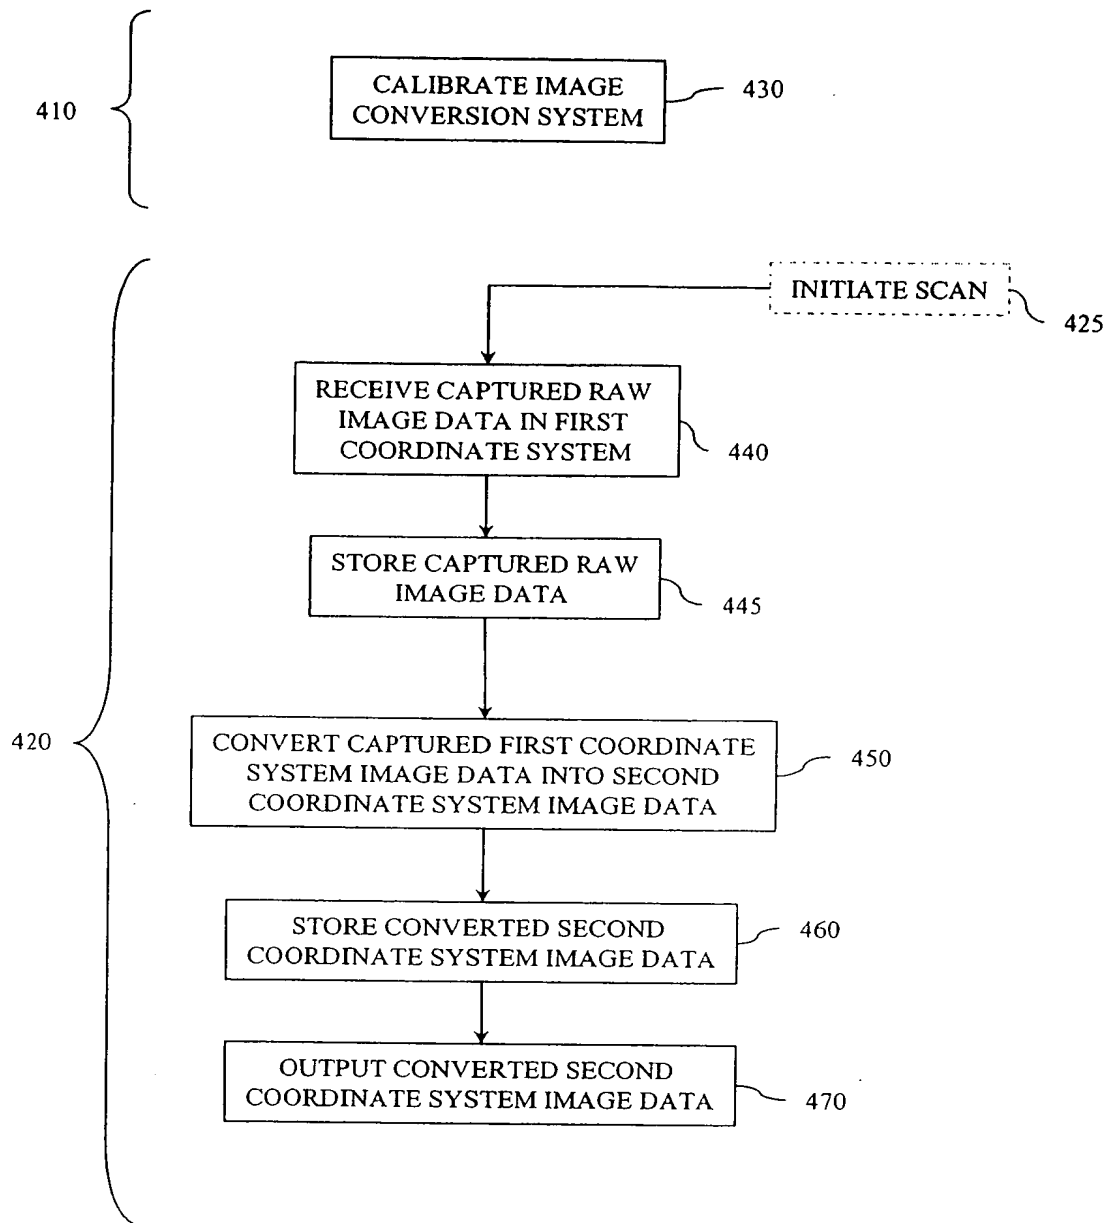 CALIBRATE IMAGE
CONVERSION SYSTEM
430
410
INITIATE SCAN
425
RECEIVE CAPTURED RAW
IMAGE DATA IN FIRST
COORDINATE SYSTEM
440
STORE CAPTURED RAW
IMAGE DATA
445
420
CONVERT CAPTURED FIRST COORDINATE
SYSTEM IMAGE DATA INTO SECOND
COORDINATE SYSTEM IMAGE DATA
450
STORE CONVERTED SECOND
COORDINATE SYSTEM IMAGE DATA
460
OUTPUT CONVERTED SECOND
COORDINATE SYSTEM IMAGE DATA
470